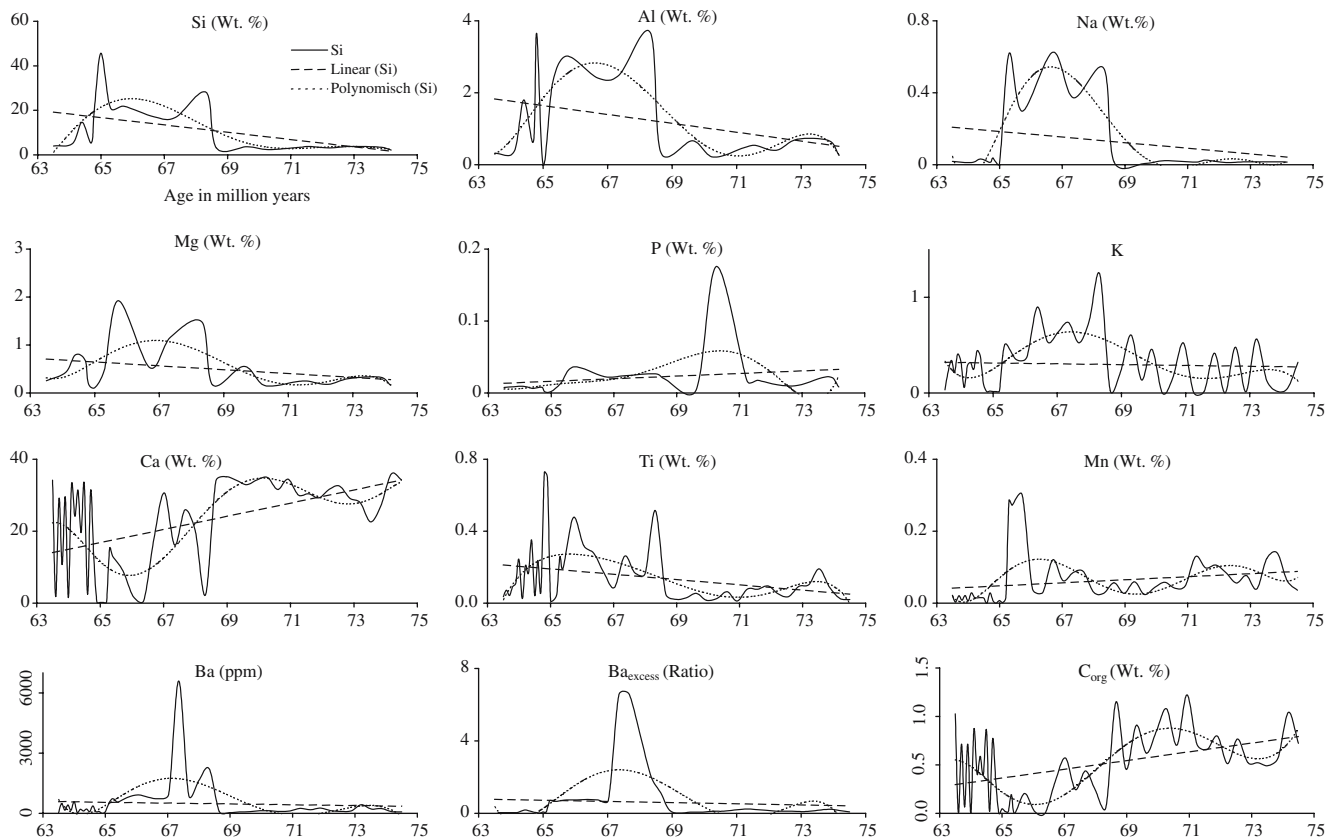 Si (Wt. %)
Si
Linear (Si)
Polynomisch (Si)
60
40
20
0
63 65 67 69 71 73 75
Age in million years
Al (Wt. %)
4
2
0
63 65 67 69 71 73 75
Na (Wt.%)
0.8
0.4
0
63 65 67 69 71 73 75
Mg (Wt. %)
3
2
1
0
63 65 67 69 71 73 75
P (Wt. %)
0.2
0.1
0
63 65 67 69 71 73 75
K
1
0
63 65 67 69 71 73 75
Ca (Wt. %)
40
20
0
63 65 67 69 71 73 75
Ti (Wt. %)
0.8
0.4
0.0
63 65 67 69 71 73 75
Mn (Wt. %)
0.4
0.2
0.0
63 65 67 69 71 73 75
Ba (ppm)
6000
3000
0
63 65 67 69 71 73 75
Baexcess (Ratio)
8
4
0
63 65 67 69 71 73 75
Corg (Wt. %)
1.5
1.0
0.5
0.0
63 65 67 69 71 73 75